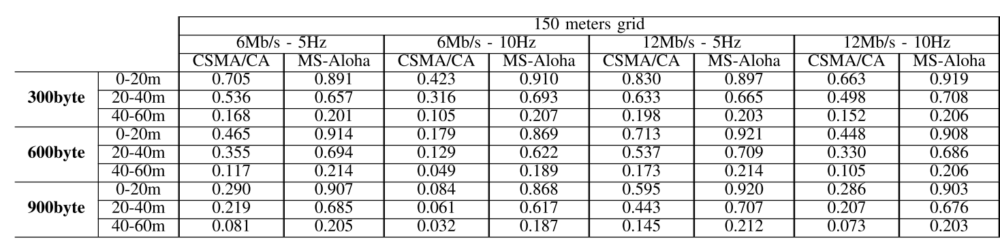 150 meters grid
6Mb/s - 5Hz 6Mb/s - 10Hz 12Mb/s - 5Hz 12Mb/s - 10Hz
CSMA/CA MS-Aloha CSMA/CA MS-Aloha CSMA/CA MS-Aloha CSMA/CA MS-Aloha
0-20m 0.705 0.891 0.423 0.910 0.830 0.897 0.663 0.919
300byte 20-40m 0.536 0.657 0.316 0.693 0.633 0.665 0.498 0.708
40-60m 0.168 0.201 0.105 0.207 0.198 0.203 0.152 0.206
0-20m 0.465 0.914 0.179 0.869 0.713 0.921 0.448 0.908
600byte 20-40m 0.355 0.694 0.129 0.622 0.537 0.709 0.330 0.686
40-60m 0.117 0.214 0.049 0.189 0.173 0.214 0.105 0.206
0-20m 0.290 0.907 0.084 0.868 0.595 0.920 0.286 0.903
900byte 20-40m 0.219 0.685 0.061 0.617 0.443 0.707 0.207 0.676
40-60m 0.081 0.205 0.032 0.187 0.145 0.212 0.073 0.203